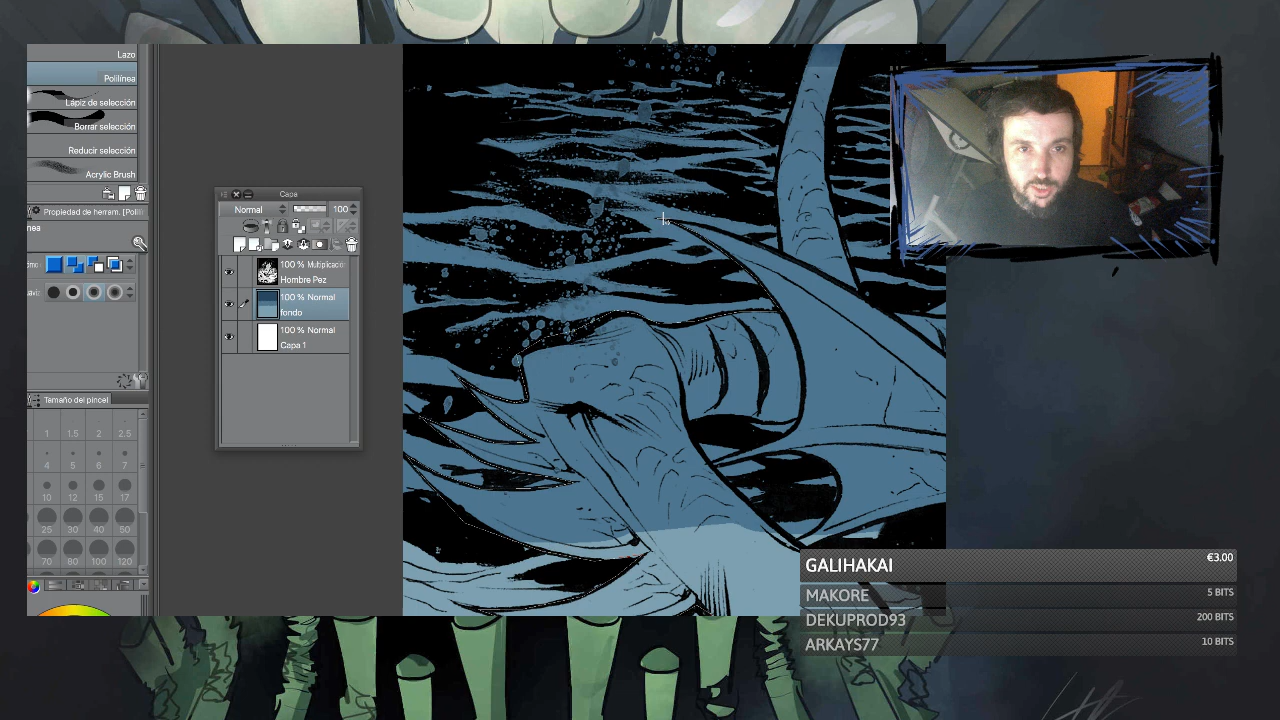 Lazo
Polilínea
Lápiz de selección
Borrar selección
Reducir selección
Acrylic Brush
Propiedad de herram. [Poli
nea
Tamaño del pincel
1 1.5 2 2.5
4 5 6 7
10 12 15 17
25 30 40 50
70 80 100 120
Capa
Normal 100
100 % Multiplicació
Hombre Pez
100 % Normal
fondo
100 % Normal
Capa 1
GALIHAKAI €3.00
MAKORE 5 BITS
DEKUPROD93 200 BITS
ARKAYS77 10 BITS